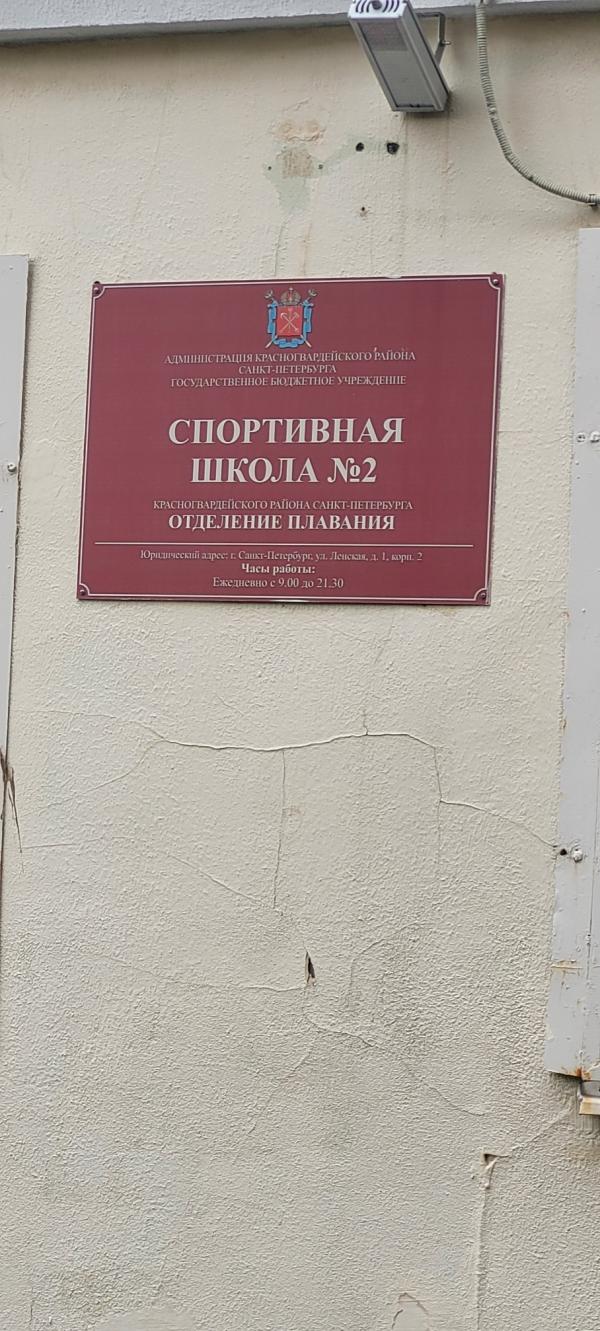 АДМИНИСТРАЦИЯ КРАСНОГВАРДЕЙСКОГО РАЙОНА
САНКТ-ПЕТЕРБУРГА
ГОСУДАРСТВЕННОЕ БЮДЖЕТНОЕ УЧРЕЖДЕНИЕ
СПОРТИВНАЯ
ШКОЛА №2
КРАСНОГВАРДЕЙСКОГО РАЙОНА САНКТ-ПЕТЕРБУРГА
ОТДЕЛЕНИЕ ПЛАВАНИЯ
Юридический адрес: г. Санкт-Петербург, ул. Ленская, д. 1, корп. 2
Часы работы:
Ежедневно с 9.00 до 21.30